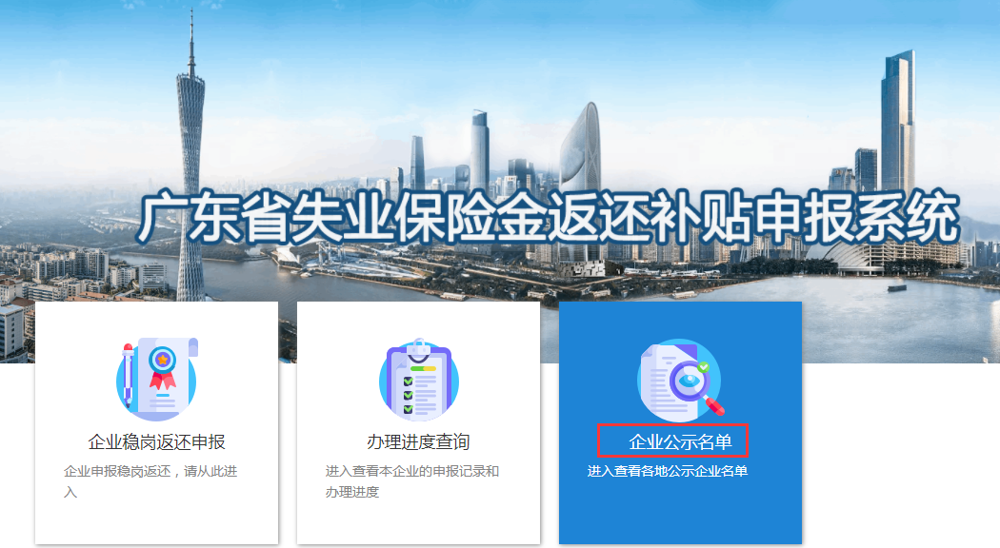 广东省失业保险金返还补贴申报系统
企业稳岗返还申报
企业申报稳岗返还，请从此进
入
办理进度查询
进入查看本企业的申报记录和
办理进度
企业公示名单
进入查看各地公示企业名单